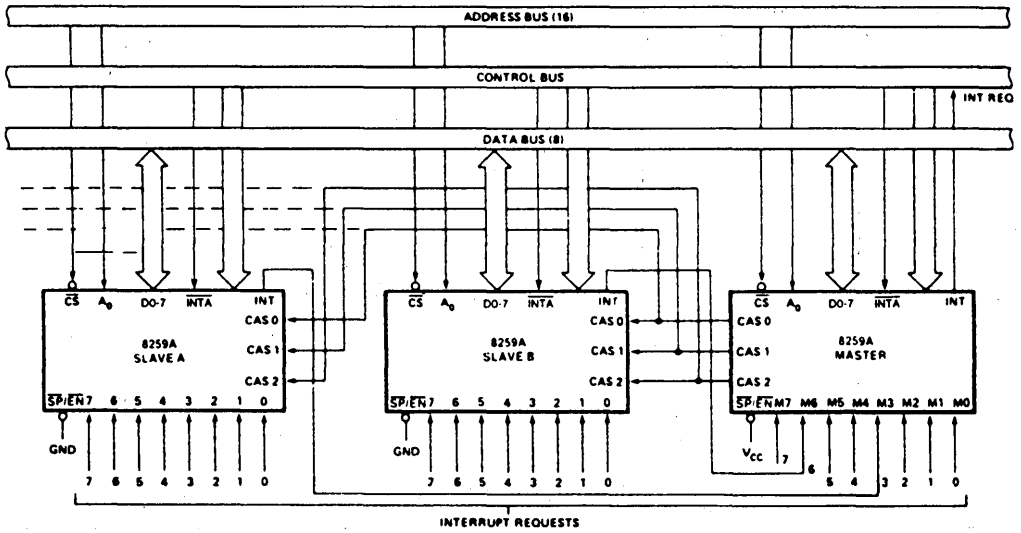 ADDRESS BUS (16)
CONTROL BUS
INT REQ
DATA BUS (8)
CS A0 D0-7 INTA INT
CS A0 D0-7 INTA INT
CS A0 D0-7 INTA INT
CAS 0
CAS 0
CAS 0
8259A
SLAVE A
8259A
SLAVE B
8259A
MASTER
CAS 1
CAS 1
CAS 1
CAS 2
CAS 2
CAS 2
SP/EN 7 6 5 4 3 2 1 0
SP/EN 7 6 5 4 3 2 1 0
SP/EN M7 M6 M5 M4 M3 M2 M1 M0
GND
GND
VCC
7 6 5 4 3 2 1 0
7 6 5 4 3 2 1 0
7 6 5 4 3 2 1 0
INTERRUPT REQUESTS